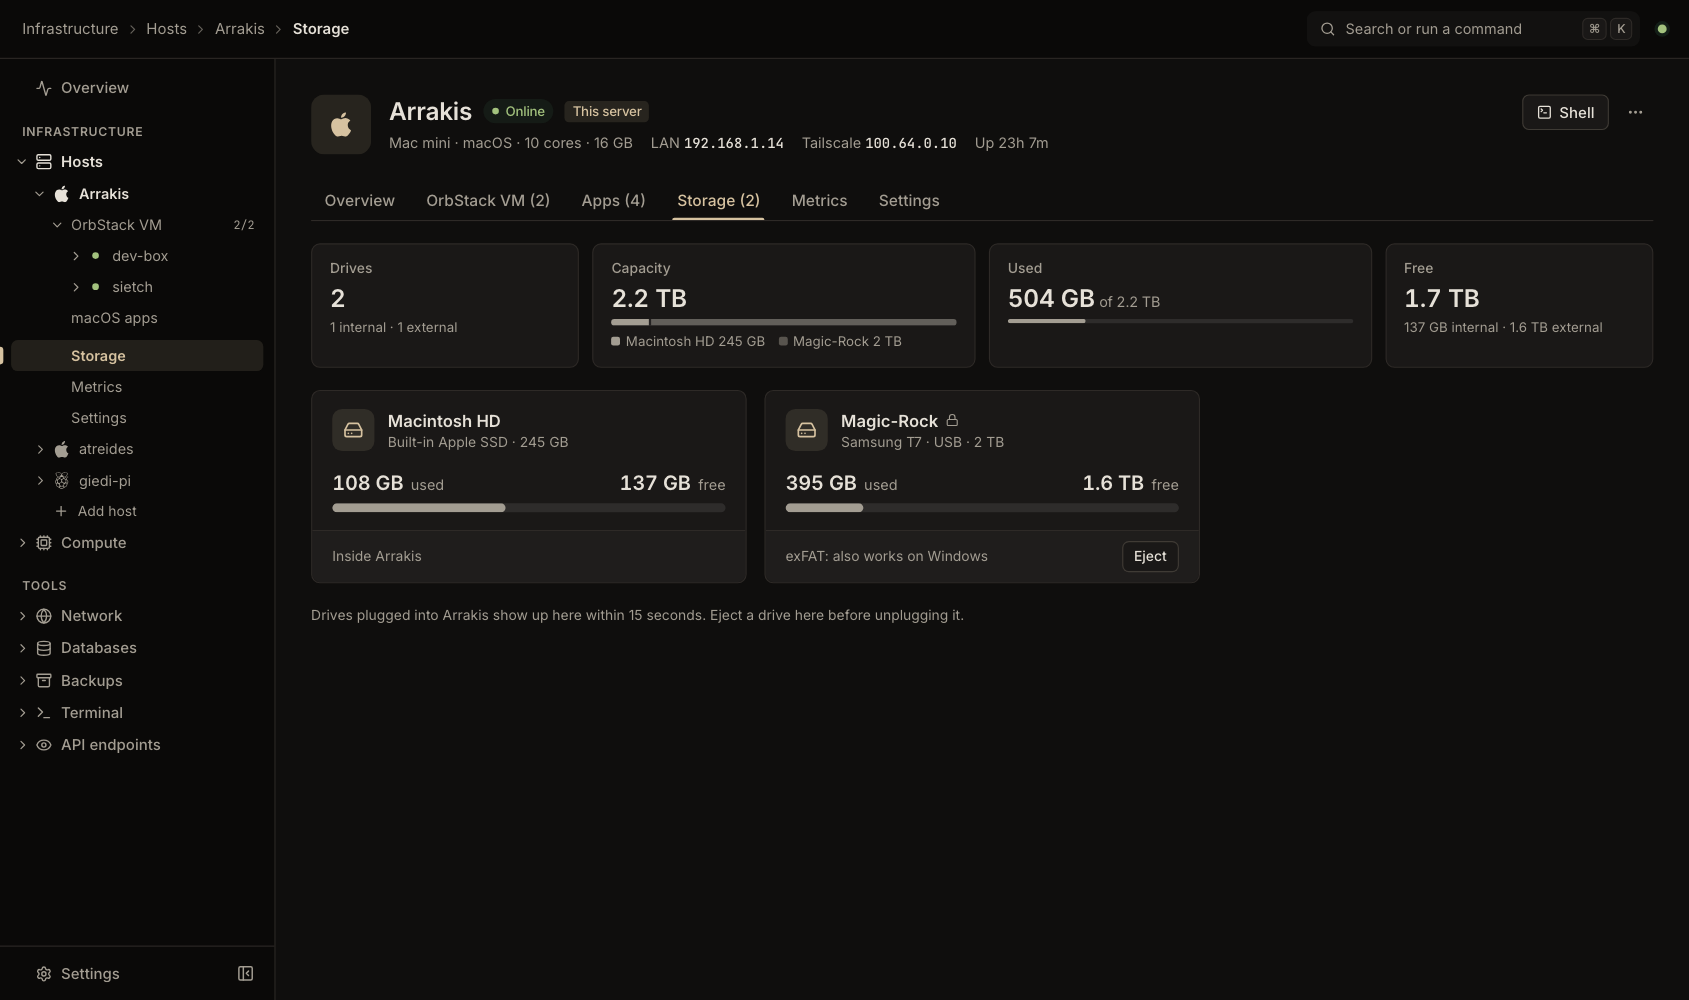 Infrastructure > Hosts > Arrakis > Storage
Search or run a command ⌘ K
Overview
INFRASTRUCTURE
Hosts
Arrakis
OrbStack VM 2/2
dev-box
sietch
macOS apps
Storage
Metrics
Settings
atreides
giedi-pi
+ Add host
Compute
TOOLS
Network
Databases
Backups
Terminal
API endpoints
Settings
Arrakis Online This server
Mac mini · macOS · 10 cores · 16 GB LAN 192.168.1.14 Tailscale 100.64.0.10 Up 23h 7m
Shell
Overview OrbStack VM (2) Apps (4) Storage (2) Metrics Settings
Drives
2
1 internal · 1 external
Capacity
2.2 TB
Macintosh HD 245 GB Magic-Rock 2 TB
Used
504 GB of 2.2 TB
Free
1.7 TB
137 GB internal · 1.6 TB external
Macintosh HD
Built-in Apple SSD · 245 GB
108 GB used 137 GB free
Inside Arrakis
Magic-Rock
Samsung T7 · USB · 2 TB
395 GB used 1.6 TB free
exFAT: also works on Windows Eject
Drives plugged into Arrakis show up here within 15 seconds. Eject a drive here before unplugging it.